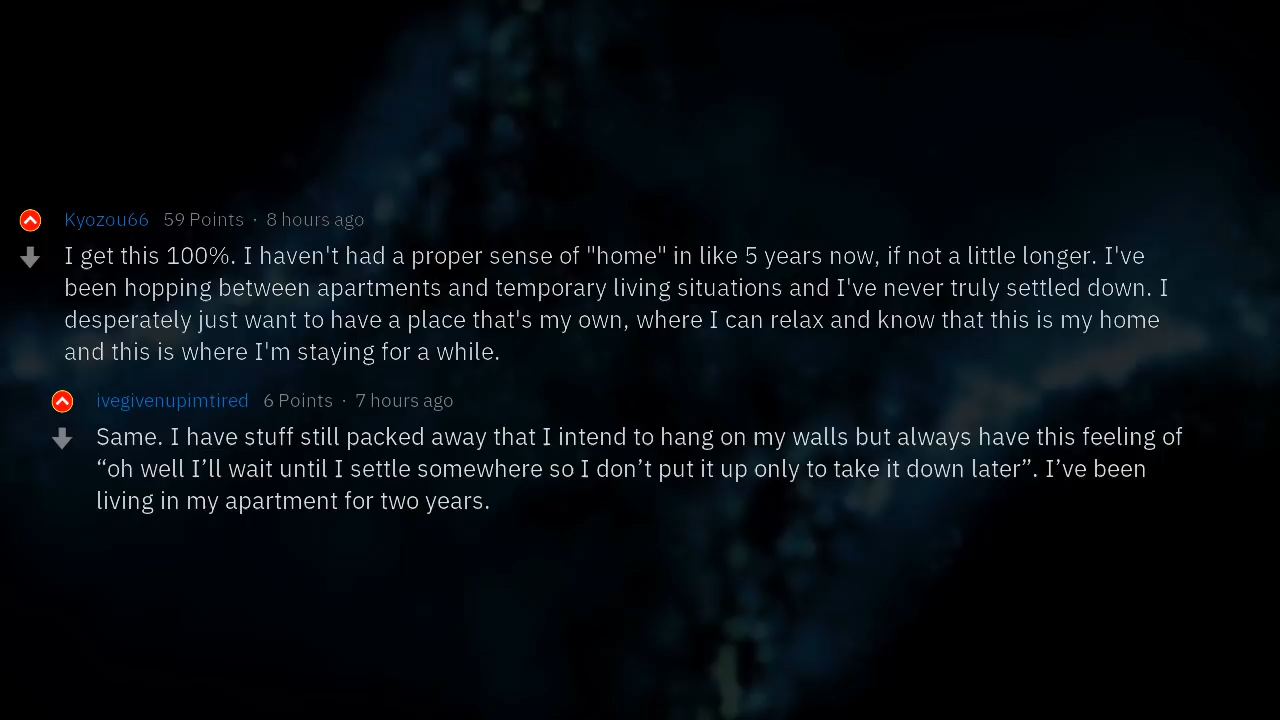 Kyozou66 59 Points · 8 hours ago
I get this 100%. I haven't had a proper sense of "home" in like 5 years now, if not a little longer. I've
been hopping between apartments and temporary living situations and I've never truly settled down. I
desperately just want to have a place that's my own, where I can relax and know that this is my home
and this is where I'm staying for a while.
ivegivenupimtired 6 Points · 7 hours ago
Same. I have stuff still packed away that I intend to hang on my walls but always have this feeling of
“oh well I’ll wait until I settle somewhere so I don’t put it up only to take it down later”. I’ve been
living in my apartment for two years.